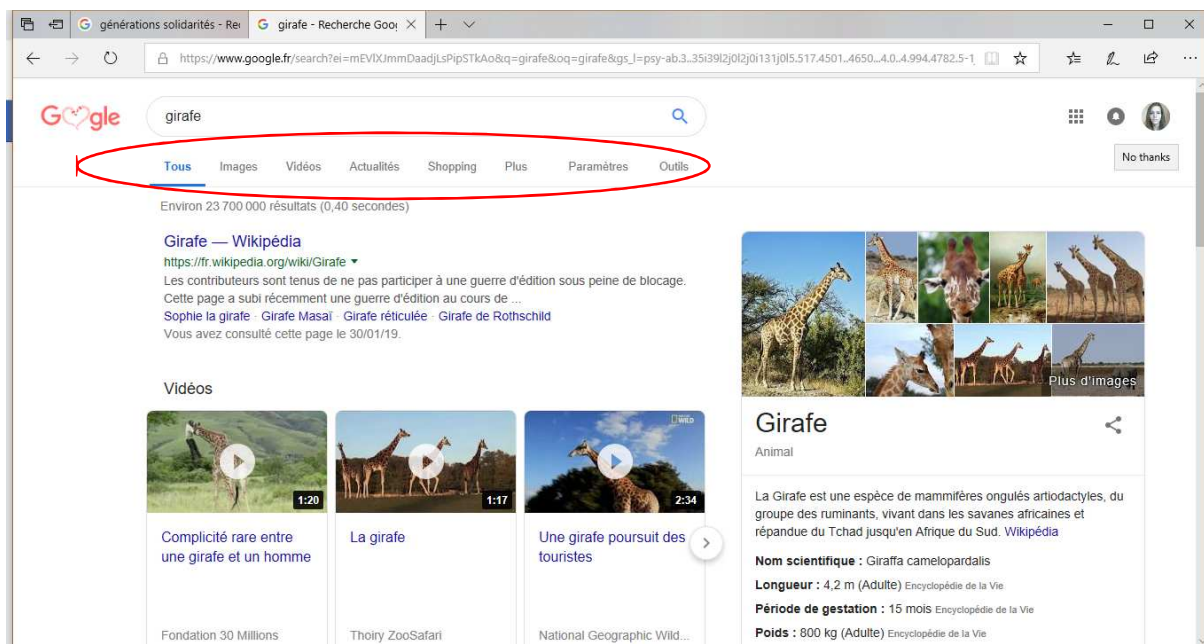 générations solidarités - Re
girafe - Recherche Goo
https://www.google.fr/search?ei=mEVlXJmmDaadjLsPipSTkAo&q=girafe&oq=girafe&gs_l=psy-ab.3..35i39l2j0l2j0i131j0l5.517.4501..4650...4.0..4.994.4782.5-1
Google
girafe
Tous Images Vidéos Actualités Shopping Plus Paramètres Outils
No thanks
Environ 23 700 000 résultats (0,40 secondes)
Girafe — Wikipédia
https://fr.wikipedia.org/wiki/Girafe
Les contributeurs sont tenus de ne pas participer à une guerre d'édition sous peine de blocage.
Cette page a subi récemment une guerre d'édition au cours de ...
Sophie la girafe · Girafe Masaï · Girafe réticulée · Girafe de Rothschild
Vous avez consulté cette page le 30/01/19.
Vidéos
1:20
1:17
WILD
2:34
Complicité rare entre
une girafe et un homme
La girafe
Une girafe poursuit des
touristes
Fondation 30 Millions
Thoiry ZooSafari
National Geographic Wild...
Plus d'images
Girafe
Animal
La Girafe est une espèce de mammifères ongulés artiodactyles, du
groupe des ruminants, vivant dans les savanes africaines et
répandue du Tchad jusqu'en Afrique du Sud. Wikipédia
Nom scientifique : Giraffa camelopardalis
Longueur : 4,2 m (Adulte) Encyclopédie de la Vie
Période de gestation : 15 mois Encyclopédie de la Vie
Poids : 800 kg (Adulte) Encyclopédie de la Vie